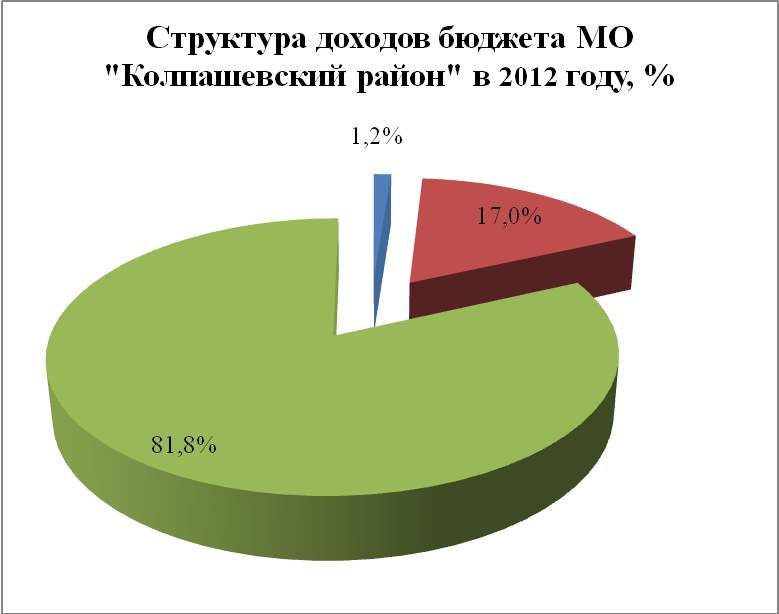 Структура доходов бюджета МО
"Колпашевский район" в 2012 году, %
1,2%
17,0%
81,8%